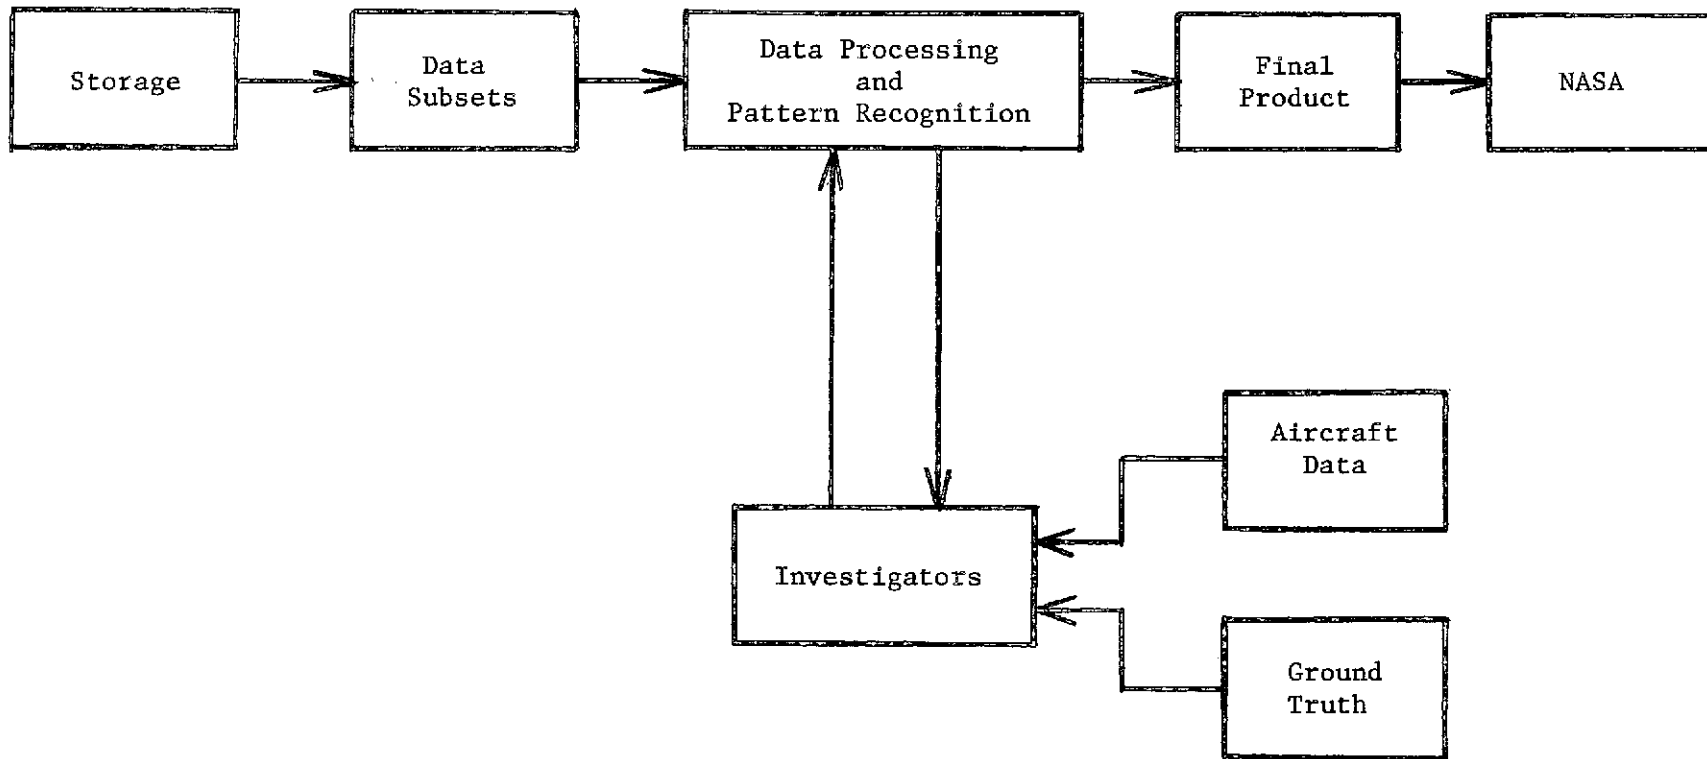 Storage
Data
Subsets
Data Processing
and
Pattern Recognition
Final
Product
NASA
Aircraft
Data
Investigators
Ground
Truth